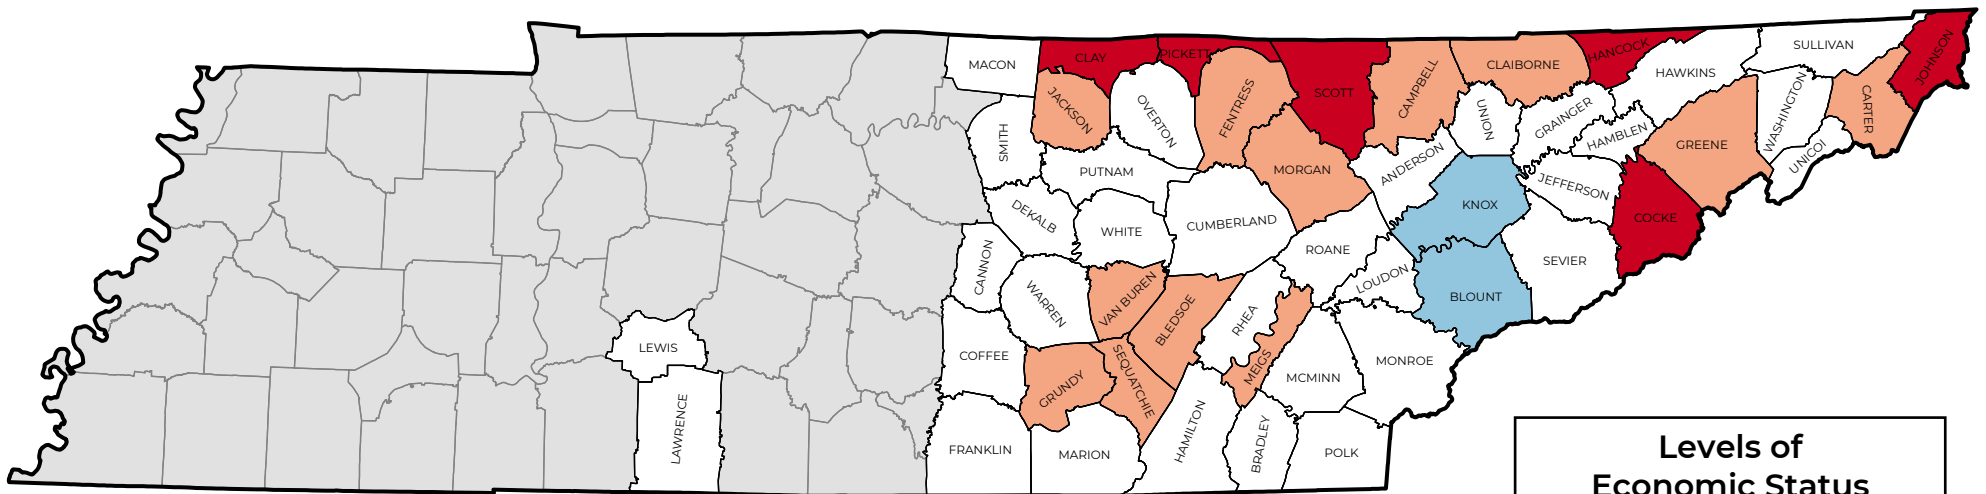 MACON
CLAY
PICKETT
SCOTT
CAMPBELL
CLAIBORNE
HANCOCK
HAWKINS
SULLIVAN
JOHNSON
JACKSON
OVERTON
FENTRESS
UNION
GRAINGER
HAMBLEN
WASHINGTON
CARTER
SMITH
PUTNAM
MORGAN
ANDERSON
JEFFERSON
GREENE
UNICOI
DEKALB
WHITE
CUMBERLAND
KNOX
COCKE
CANNON
WARREN
VAN BUREN
BLEDSOE
RHEA
ROANE
LOUDON
BLOUNT
SEVIER
LEWIS
COFFEE
GRUNDY
SEQUATCHIE
MEIGS
MCMINN
MONROE
LAWRENCE
FRANKLIN
MARION
HAMILTON
BRADLEY
POLK
Levels of
Economic Status